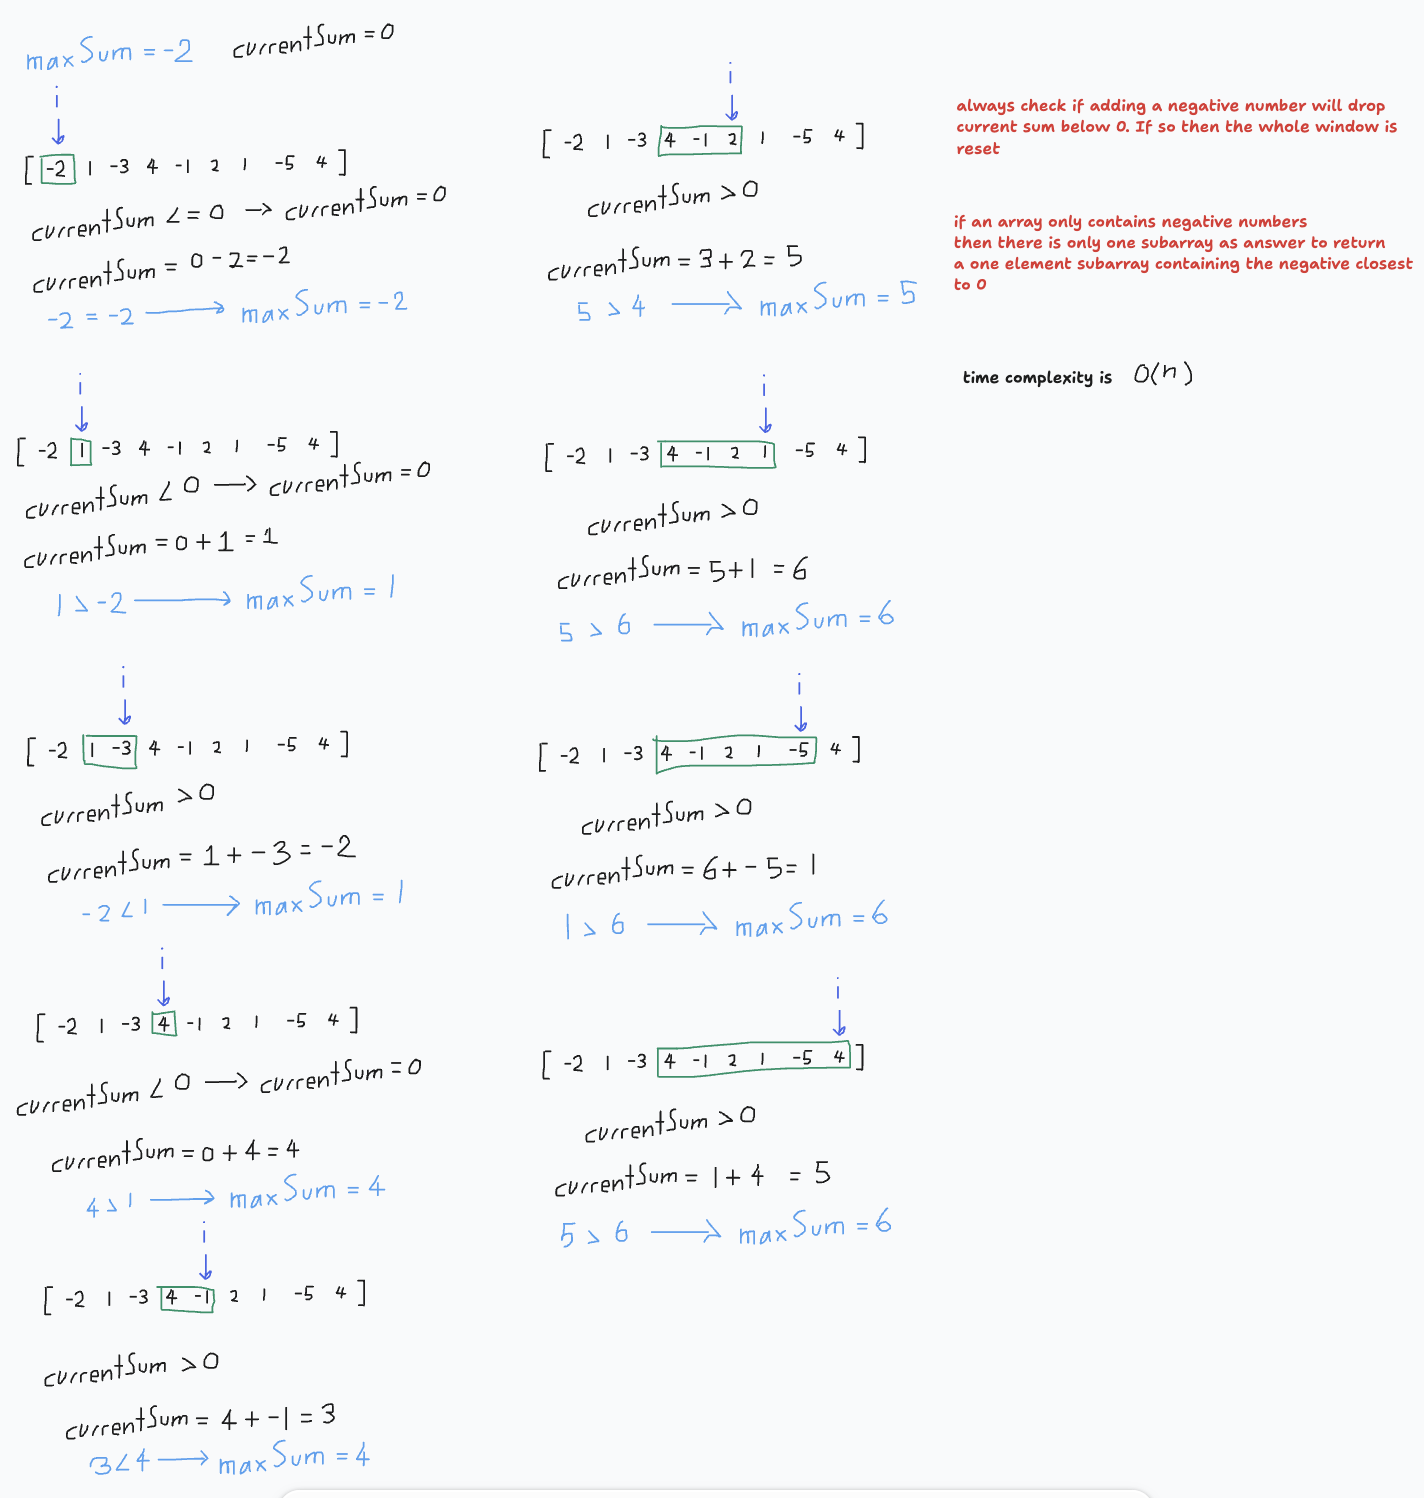 maxSum = -2 currentSum = 0
i
[ -2 1 -3 4 -1 2 1 -5 4 ]
currentSum <= 0 → currentSum = 0
currentSum = 0 - 2 = -2
-2 = -2 → maxSum = -2
i
[ -2 1 -3 4 -1 2 1 -5 4 ]
currentSum < 0 → currentSum = 0
currentSum = 0 + 1 = 1
1 > -2 → maxSum = 1
i
[ -2 1 -3 4 -1 2 1 -5 4 ]
currentSum > 0
currentSum = 1 + -3 = -2
-2 < 1 → maxSum = 1
i
[ -2 1 -3 4 -1 2 1 -5 4 ]
currentSum < 0 → currentSum = 0
currentSum = 0 + 4 = 4
4 > 1 → maxSum = 4
i
[ -2 1 -3 4 -1 2 1 -5 4 ]
currentSum > 0
currentSum = 4 + -1 = 3
3 < 4 → maxSum = 4
i
[ -2 1 -3 4 -1 2 1 -5 4 ]
currentSum > 0
currentSum = 3 + 2 = 5
5 > 4 → maxSum = 5
i
[ -2 1 -3 4 -1 2 1 -5 4 ]
currentSum > 0
currentSum = 5 + 1 = 6
5 > 6 → maxSum = 6
i
[ -2 1 -3 4 -1 2 1 -5 4 ]
currentSum > 0
currentSum = 6 + - 5 = 1
1 > 6 → maxSum = 6
i
[ -2 1 -3 4 -1 2 1 -5 4 ]
currentSum > 0
currentSum = 1 + 4 = 5
5 > 6 → maxSum = 6
always check if adding a negative number will drop
current sum below 0. If so then the whole window is
reset
if an array only contains negative numbers
then there is only one subarray as answer to return
a one element subarray containing the negative closest
to 0
time complexity is O(n)